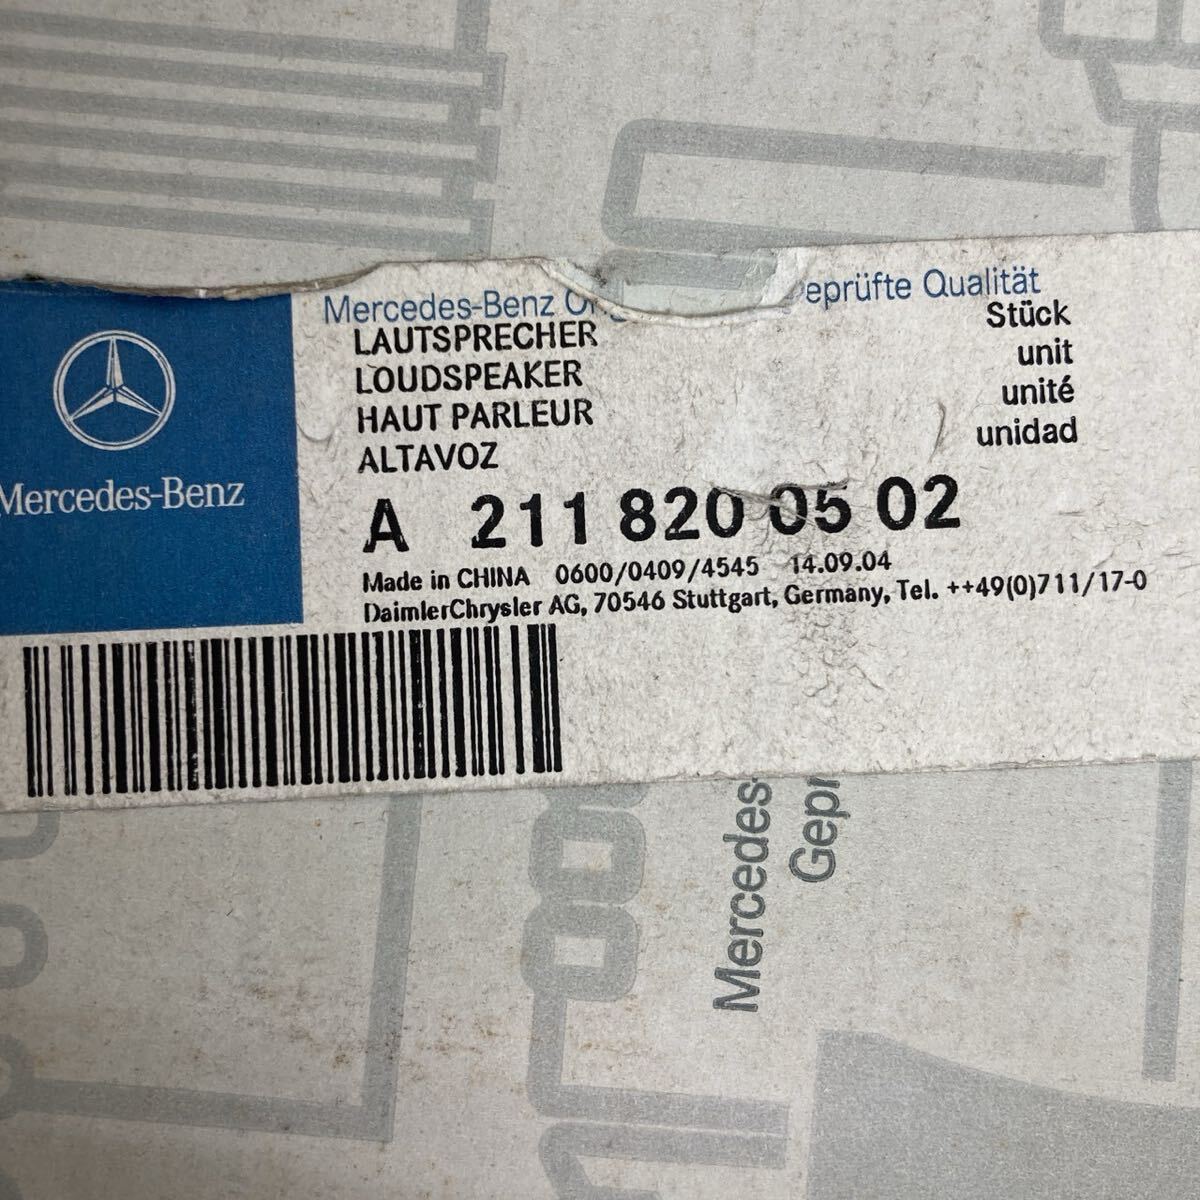 Mercedes-Benz geprüfte Qualität
LAUTSPRECHER
LOUDSPEAKER
HAUT PARLEUR
ALTAVOZ
Stück
unit
unité
unidad
Mercedes-Benz
A 211 820 05 02
Made in CHINA 0600/0409/4545 14.09.04
DaimlerChrysler AG, 70546 Stuttgart, Germany, Tel. ++49(0)711/17-0
Mercedes-